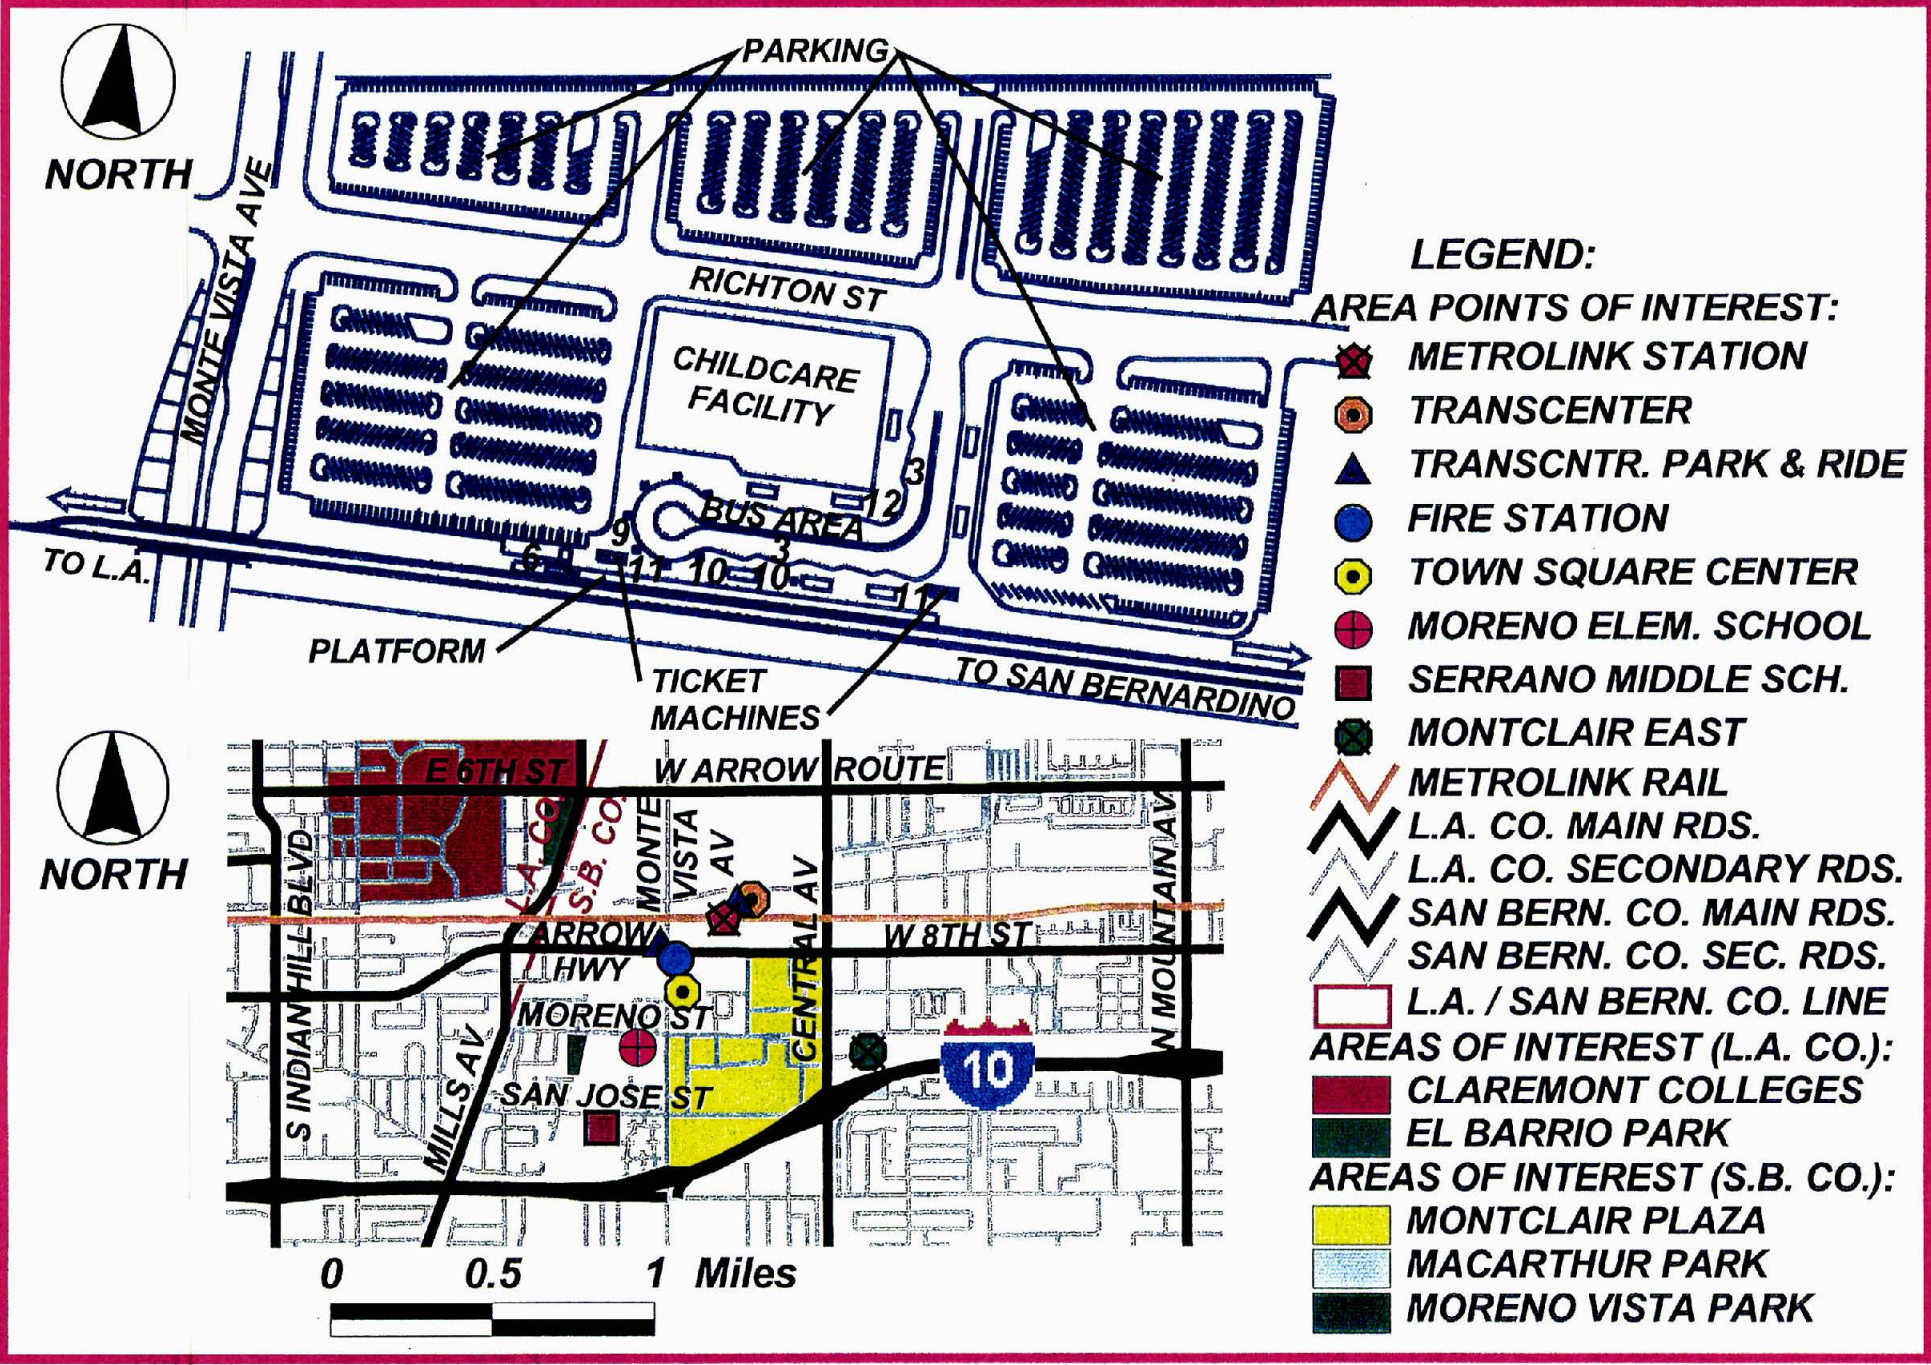 PARKING
NORTH
MONTE VISTA AVE
RICHTON ST
CHILDCARE
FACILITY
3
12
BUS AREA
9
3
6
11
10
10
11
TO L.A.
PLATFORM
TICKET
MACHINES
TO SAN BERNARDINO
LEGEND:
AREA POINTS OF INTEREST:
METROLINK STATION
TRANSCENTER
TRANSCNTR. PARK & RIDE
FIRE STATION
TOWN SQUARE CENTER
MORENO ELEM. SCHOOL
SERRANO MIDDLE SCH.
MONTCLAIR EAST
METROLINK RAIL
L.A. CO. MAIN RDS.
L.A. CO. SECONDARY RDS.
SAN BERN. CO. MAIN RDS.
SAN BERN. CO. SEC. RDS.
L.A. / SAN BERN. CO. LINE
AREAS OF INTEREST (L.A. CO.):
CLAREMONT COLLEGES
EL BARRIO PARK
AREAS OF INTEREST (S.B. CO.):
MONTCLAIR PLAZA
MACARTHUR PARK
MORENO VISTA PARK
NORTH
E 6TH ST
W ARROW ROUTE
L.A. CO.
S.B. CO.
MONTE
VISTA
AV
S INDIAN HILL BLVD
CENTRAL AV
N MOUNTAIN AV
ARROW
HWY
W 8TH ST
MORENO ST
MILLS AV
SAN JOSE ST
10
0 0.5 1 Miles